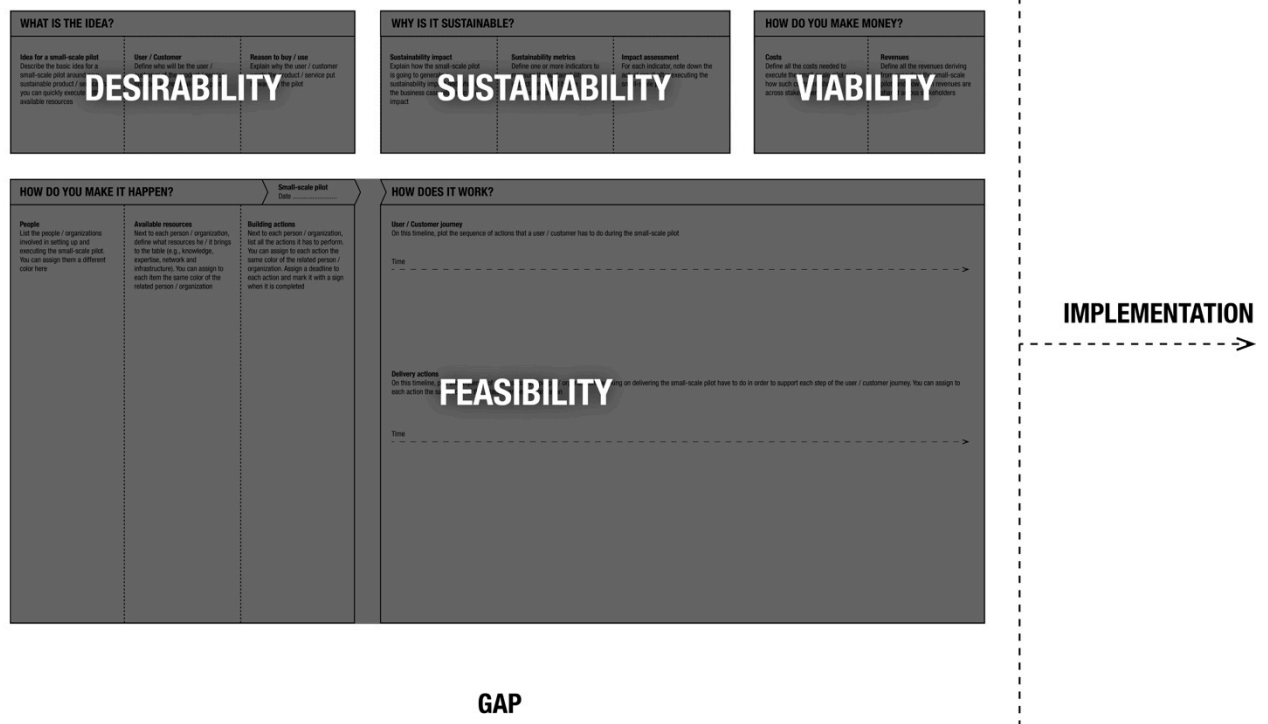 WHAT IS THE IDEA?
Idea for a small-scale pilot
Describe the basic idea for a
small-scale pilot around
sustainable product /
you can quickly execute
available resources
User / Customer
Define who will be the user /
Reason to buy / use
Explain why the user / customer
product / service put
the pilot
DESIRABILITY
WHY IS IT SUSTAINABLE?
Sustainability impact
Explain how the small-scale pilot
is going to
sustainability
the business
impact
Sustainability metrics
Define one or more indicators to
Impact assessment
For each indicator, note down the
executing the
SUSTAINABILITY
HOW DO YOU MAKE MONEY?
Costs
Define all the costs needed to
execute the
how such
across
Revenues
Define all the revenues deriving
small-scale
revenues are
VIABILITY
HOW DO YOU MAKE IT HAPPEN?
Small-scale pilot
Date
People
List the people / organizations
involved in setting up and
executing the small-scale pilot.
You can assign them a different
color here
Available resources
Next to each person / organization,
define what resources he / it brings
to the table (e.g., knowledge,
expertise, network and
infrastructure). You can assign to
each item the same color of the
related person / organization
Building actions
Next to each person / organization,
list all the actions it has to perform.
You can assign to each action the
same color of the related person /
organization. Assign a deadline to
each action and mark it with a sign
when it is completed
HOW DOES IT WORK?
User / Customer journey
On this timeline, plot the sequence of actions that a user / customer has to do during the small-scale pilot
Time
Delivery actions
On this timeline, on delivering the small-scale pilot have to do in order to support each step of the user / customer journey. You can assign to
each action the
FEASIBILITY
Time
IMPLEMENTATION
GAP